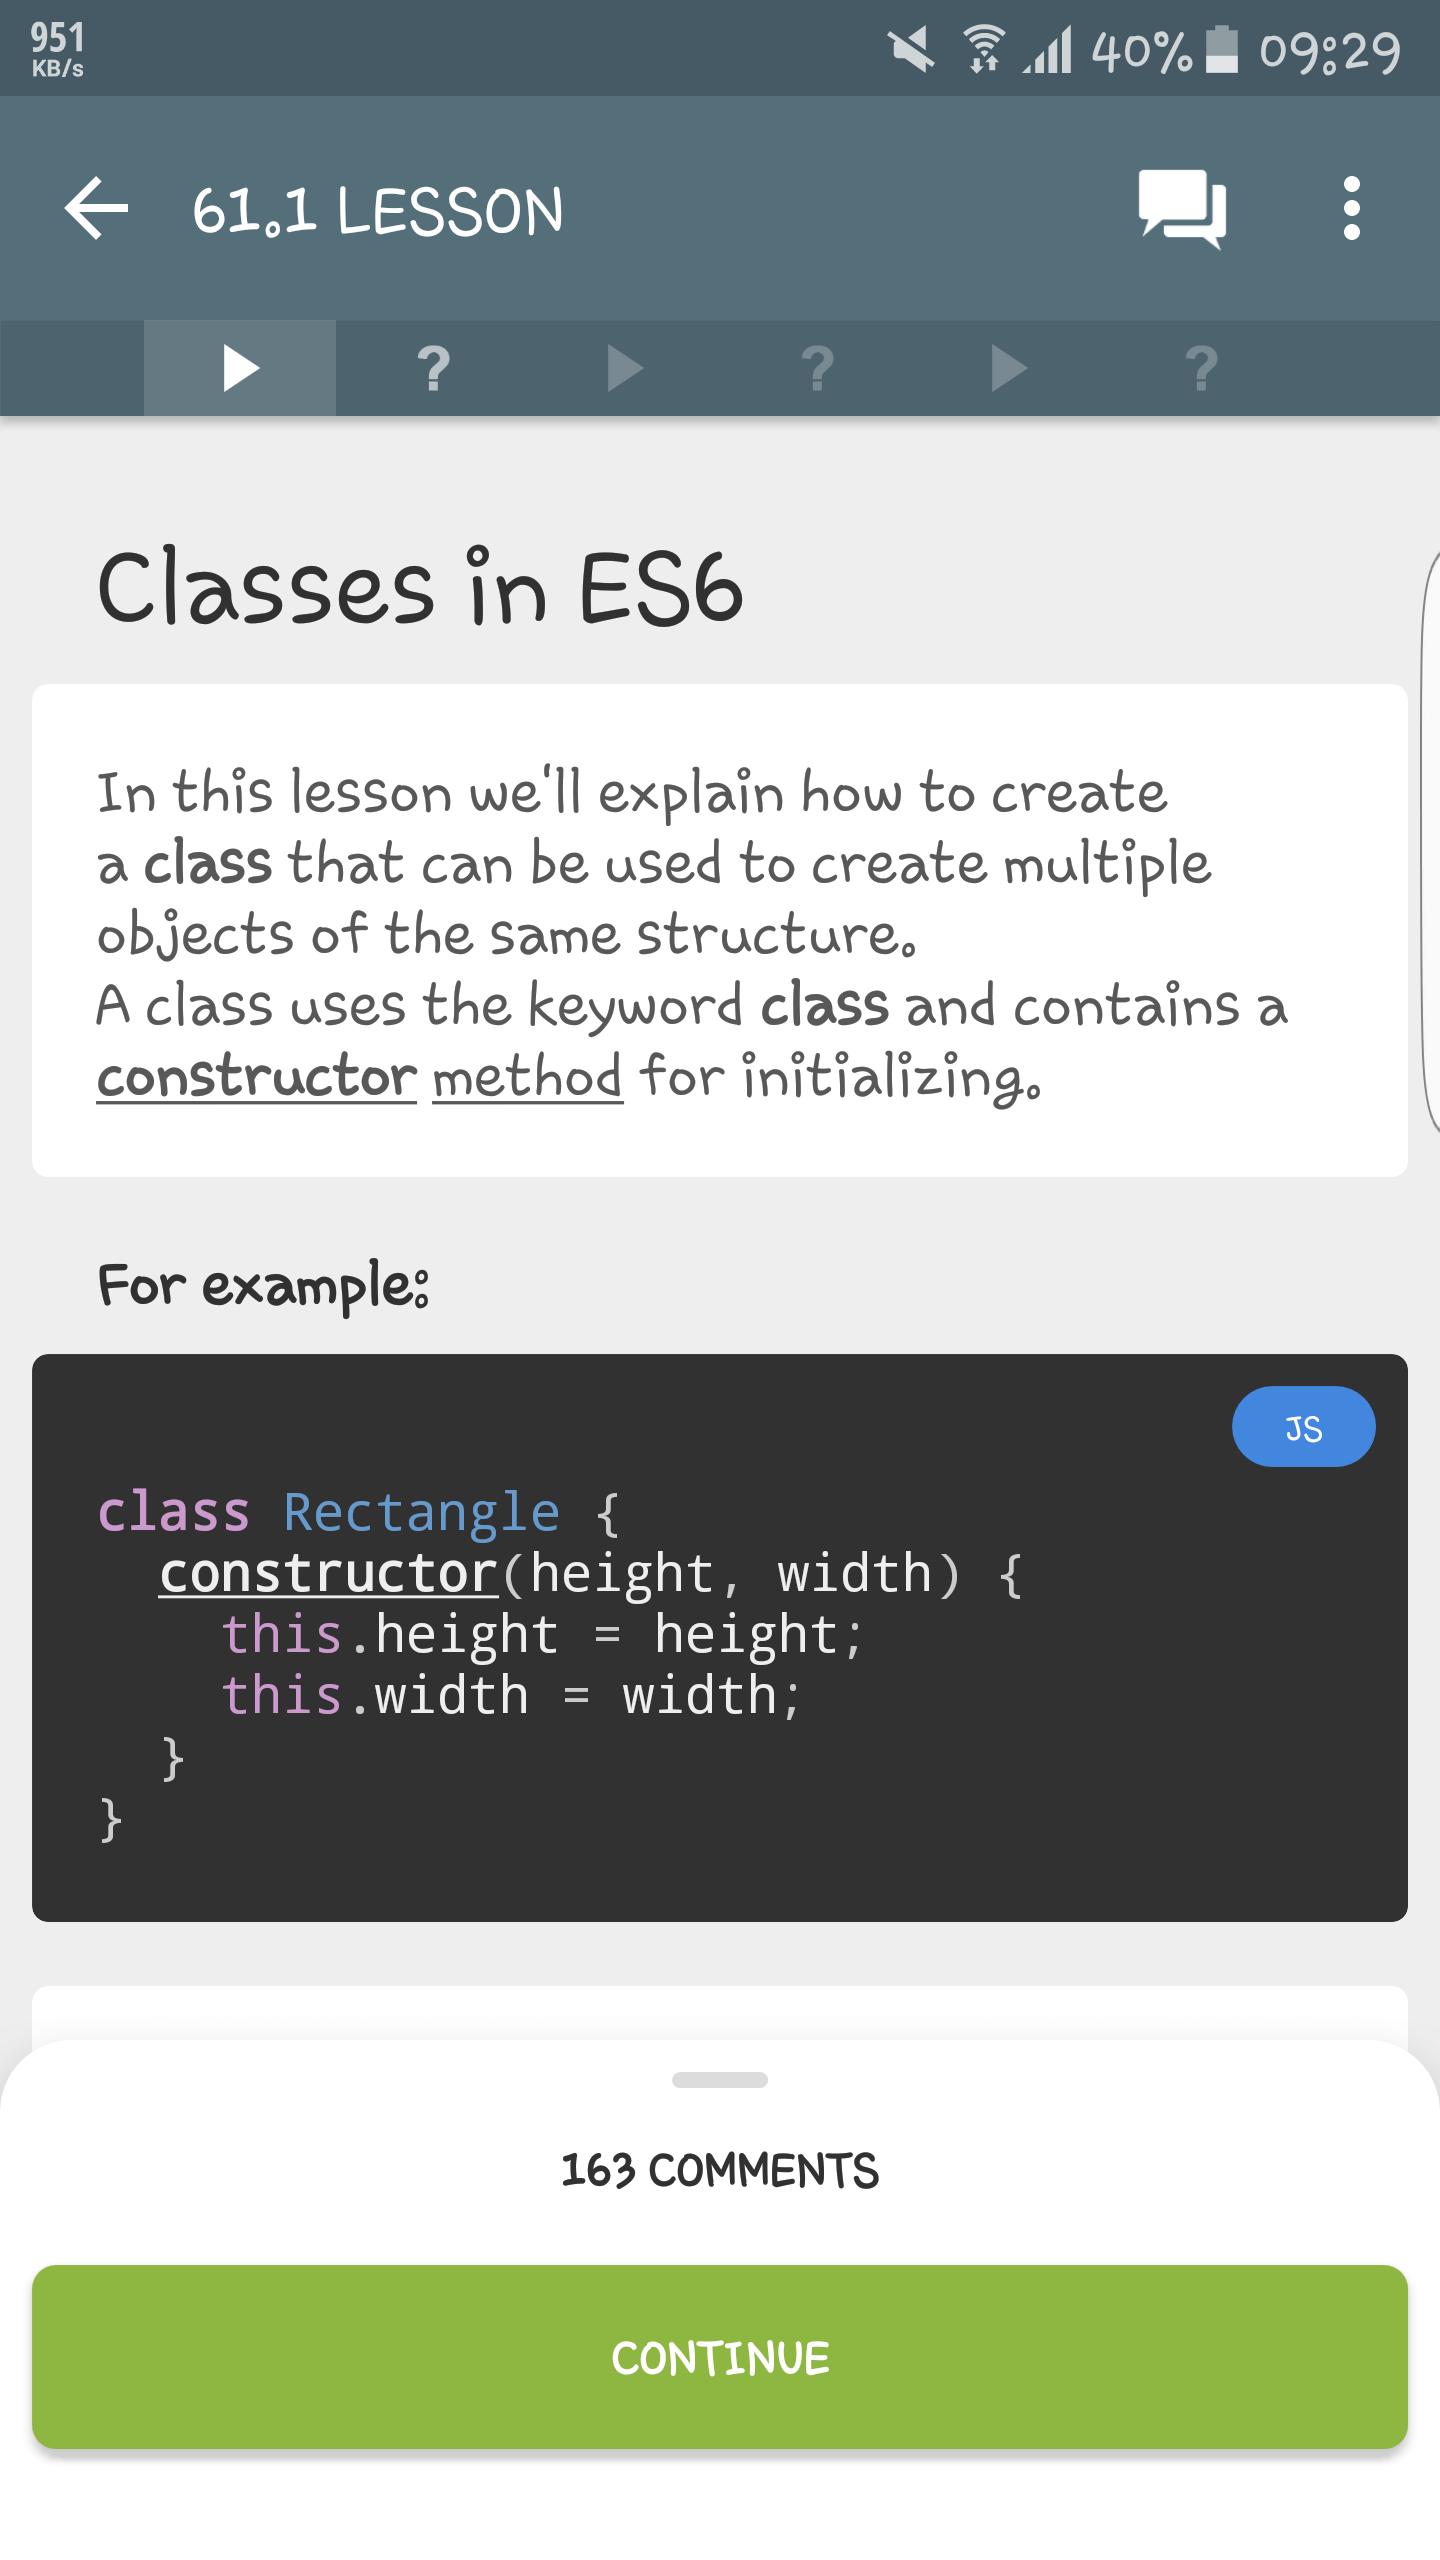 951
KB/s
40%
09:29
61.1 LESSON
?
?
?
Classes in ES6
In this lesson we'll explain how to create
a class that can be used to create multiple
objects of the same structure.
A class uses the keyword class and contains a
constructor method for initializing.
For example:
JS
class Rectangle {
  constructor(height, width) {
    this.height = height;
    this.width = width;
  }
}
163 COMMENTS
CONTINUE